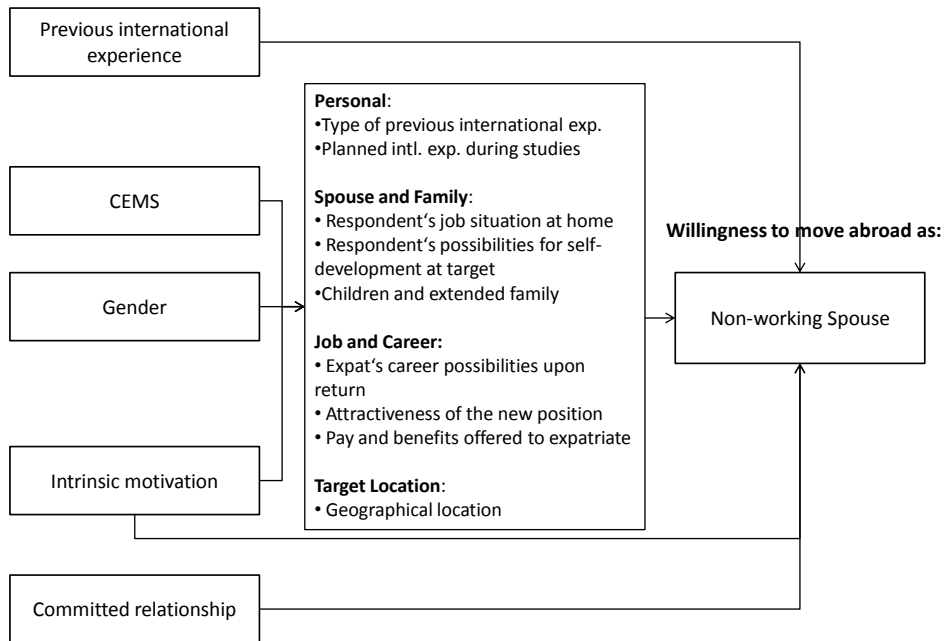 Previous international
experience
CEMS
Gender
Intrinsic motivation
Committed relationship
Personal:
•Type of previous international exp.
•Planned intl. exp. during studies
Spouse and Family:
• Respondent‘s job situation at home
• Respondent‘s possibilities for self-
development at target
•Children and extended family
Job and Career:
• Expat‘s career possibilities upon
return
• Attractiveness of the new position
• Pay and benefits offered to expatriate
Target Location:
• Geographical location
Willingness to move abroad as:
Non-working Spouse